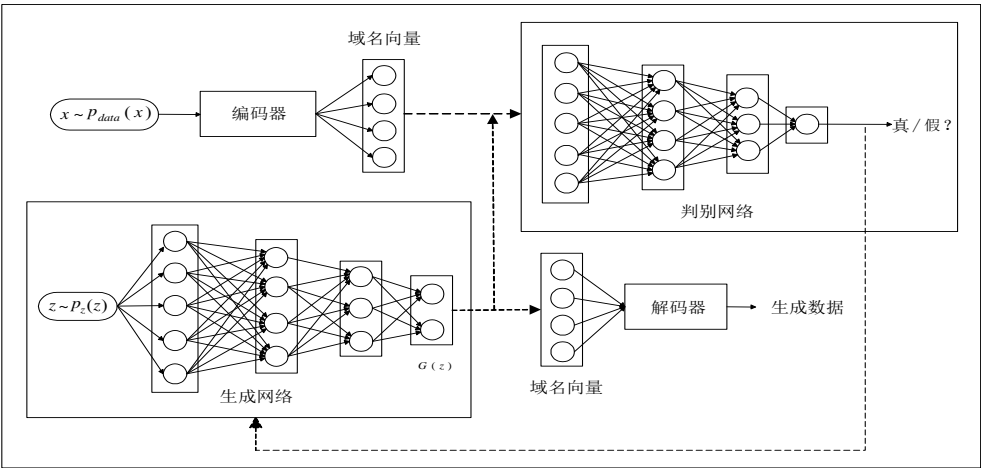 域名向量
x ~ p_data (x)
编码器
真/假?
判别网络
z~p_z(z)
G(z)
生成网络
解码器
生成数据
域名向量